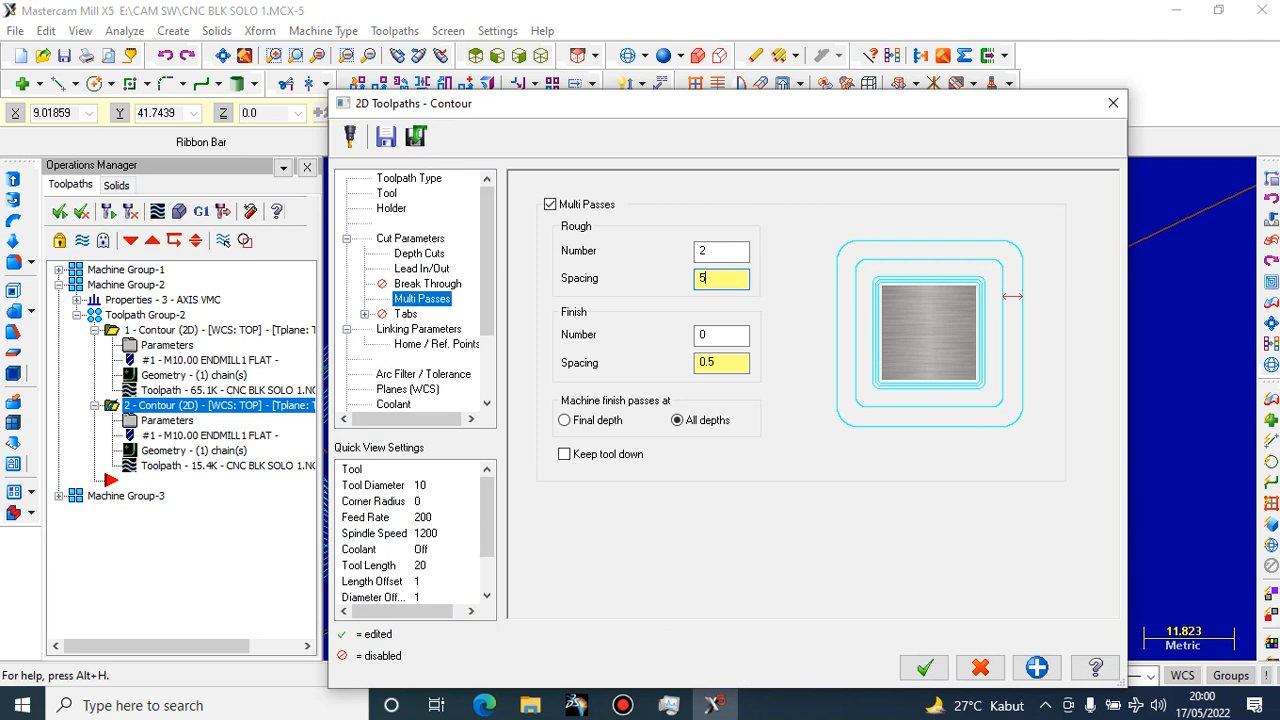 Mastercam Mill X5 E:\CAM SW\CNC BLK SOLO 1.MCX-5
File Edit View Analyze Create Solids Xform Machine Type Toolpaths Screen Settings Help
X 9.01859 Y 41.7439 Z 0.0
Ribbon Bar
Operations Manager
Toolpaths Solids
G1
Machine Group-1
Machine Group-2
Properties - 3 - AXIS VMC
Toolpath Group-2
1 - Contour (2D) - [WCS: TOP] - [Tplane:
Parameters
#1 - M10.00 ENDMILL1 FLAT -
Geometry - (1) chain(s)
Toolpath - 65.1K - CNC BLK SOLO 1.NC
2 - Contour (2D) - [WCS: TOP] - [Tplane:
Parameters
#1 - M10.00 ENDMILL1 FLAT -
Geometry - (1) chain(s)
Toolpath - 15.4K - CNC BLK SOLO 1.NC
Machine Group-3
2D Toolpaths - Contour
Toolpath Type
Tool
Holder
Cut Parameters
Depth Cuts
Lead In/Out
Break Through
Multi Passes
Tabs
Linking Parameters
Home / Ref. Points
Arc Filter / Tolerance
Planes (WCS)
Coolant
Quick View Settings
Tool
Tool Diameter 10
Corner Radius 0
Feed Rate 200
Spindle Speed 1200
Coolant Off
Tool Length 20
Length Offset 1
Diameter Off... 1
= edited
= disabled
Multi Passes
Rough
Number 2
Spacing 5
Finish
Number 0
Spacing 0.5
Machine finish passes at
Final depth All depths
Keep tool down
11.823
Metric
For help, press Alt+H.
WCS Groups !
Type here to search
27°C Kabut
20:00
17/05/2022